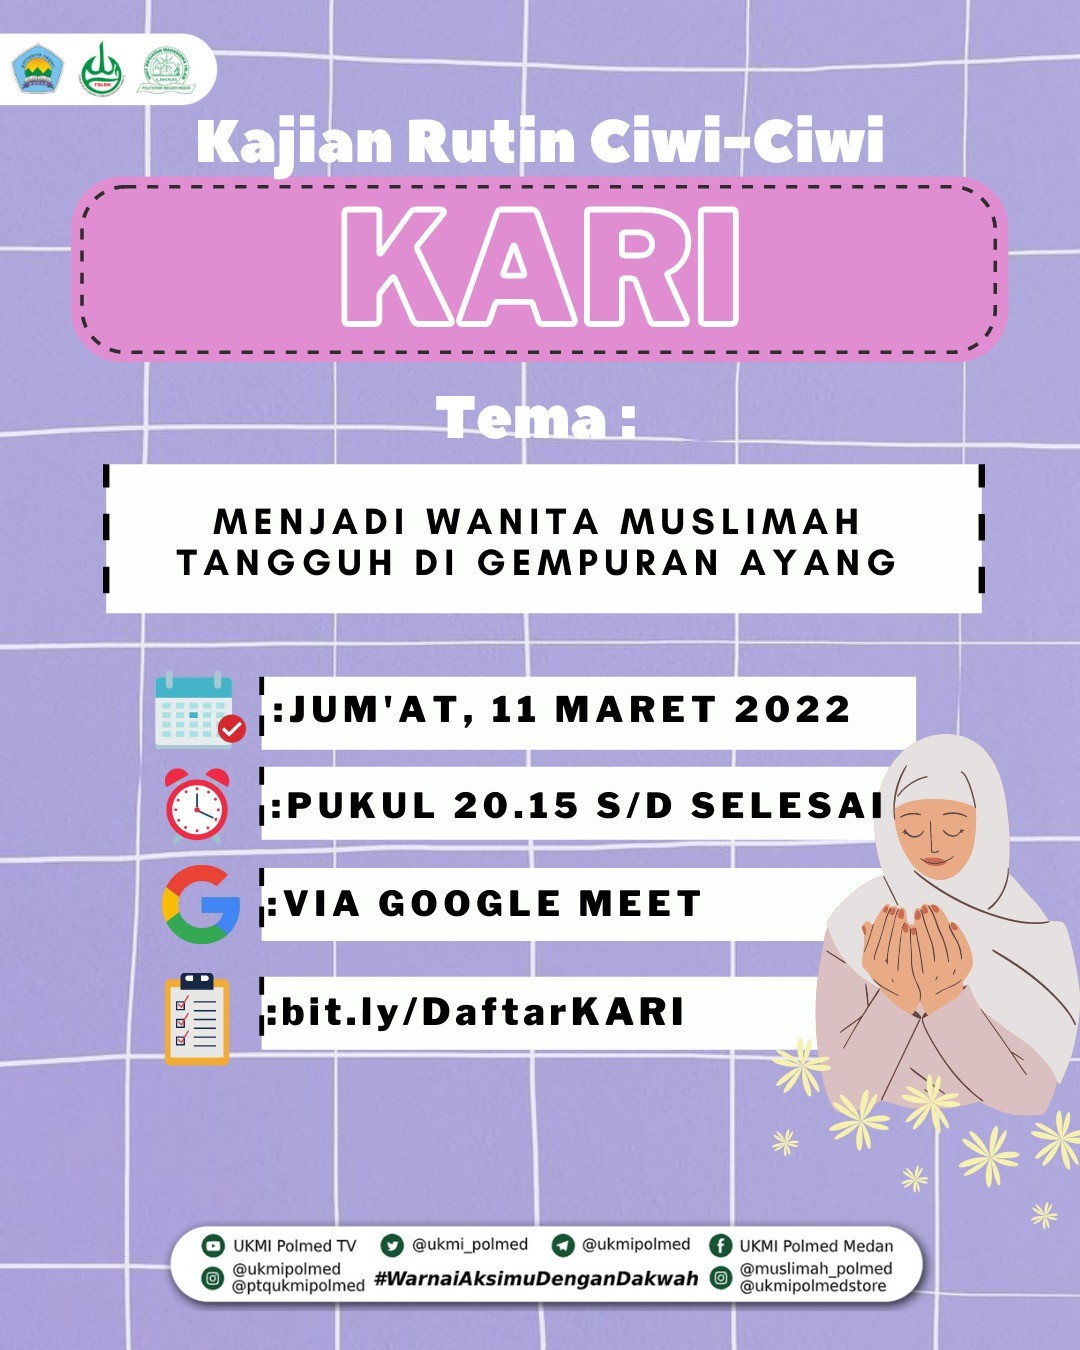 FSLDK
Kajian Rutin Ciwi-Ciwi
KARI
Tema :
MENJADI WANITA MUSLIMAH
TANGGUH DI GEMPURAN AYANG
:JUM'AT, 11 MARET 2022
:PUKUL 20.15 S/D SELESAI
:VIA GOOGLE MEET
:bit.ly/DaftarKARI
UKMI Polmed TV
@ukmi_polmed
@ukmipolmed
UKMI Polmed Medan
@ukmipolmed
@ptqukmipolmed
#WarnaiAksimuDenganDakwah
@muslimah_polmed
@ukmipolmedstore